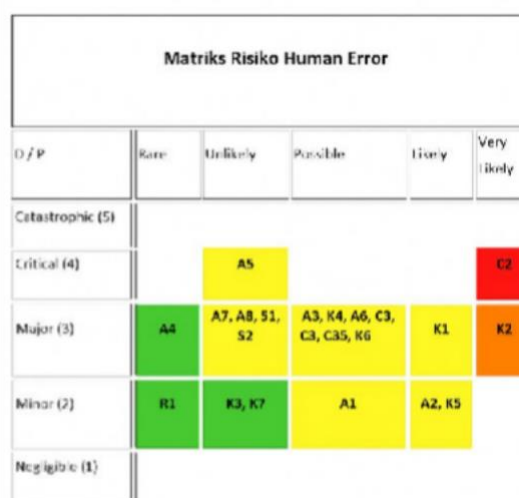 Matriks Risiko Human Error
D / P Rare Unlikely Possible Likely Very
Likely
Catastrophic (5)
Critical (4) A5 C2
Major (3) A4 A7, A8, S1, A3, K4, A6, C3, K1 K2
S2 C3, C35, K6
Minor (2) R1 K3, K7 A1 A2, K5
Negligible (1)